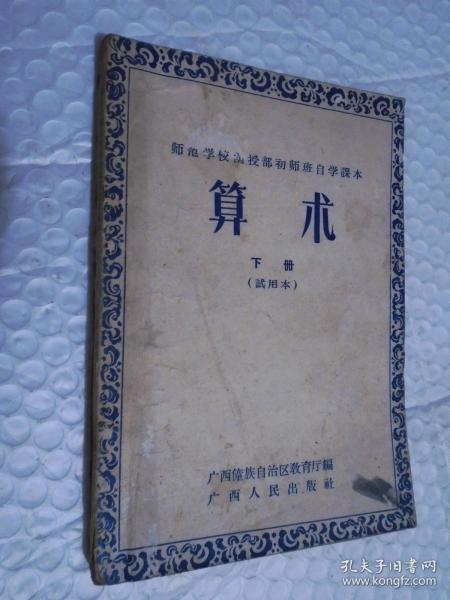 师范学校函授部初师班自学課本
算术
下册
(試用本)
广西僮族自治区教育厅編
广西人民出版社
孔夫子旧书网
www.kongfz.com